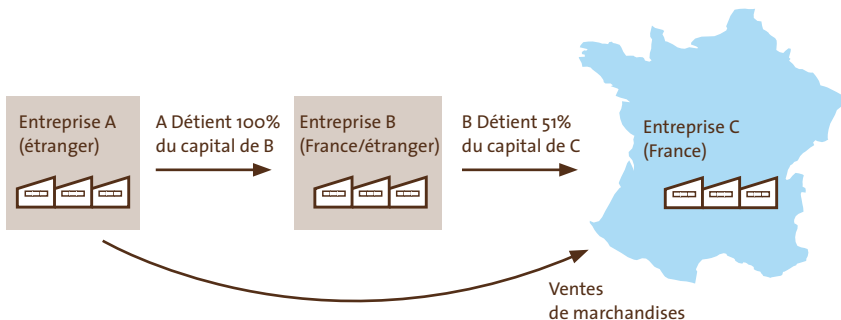 Entreprise A
(étranger)
A Détient 100%
du capital de B
Entreprise B
(France/étranger)
B Détient 51%
du capital de C
Entreprise C
(France)
Ventes
de marchandises